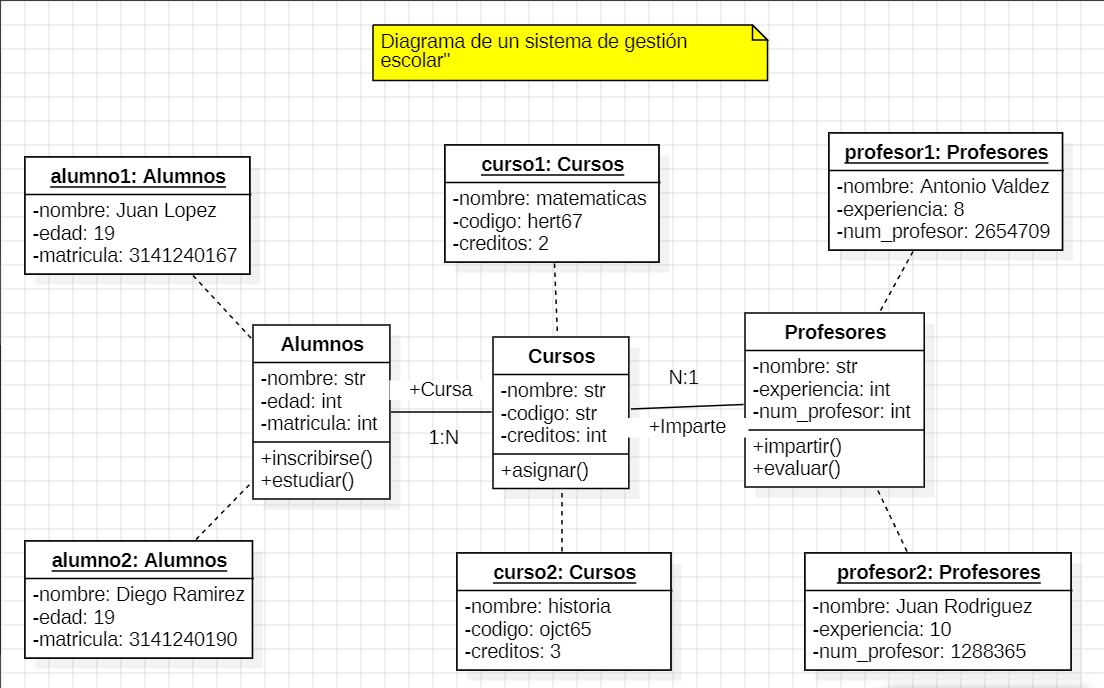 Diagrama de un sistema de gestión
escolar"
alumno1: Alumnos
-nombre: Juan Lopez
-edad: 19
-matricula: 3141240167
curso1: Cursos
-nombre: matematicas
-codigo: hert67
-creditos: 2
profesor1: Profesores
-nombre: Antonio Valdez
-experiencia: 8
-num_profesor: 2654709
Alumnos
-nombre: str
-edad: int
-matricula: int
+inscribirse()
+estudiar()
+Cursa
1:N
Cursos
-nombre: str
-codigo: str
-creditos: int
+asignar()
N:1
+Imparte
Profesores
-nombre: str
-experiencia: int
-num_profesor: int
+impartir()
+evaluar()
alumno2: Alumnos
-nombre: Diego Ramirez
-edad: 19
-matricula: 3141240190
curso2: Cursos
-nombre: historia
-codigo: ojct65
-creditos: 3
profesor2: Profesores
-nombre: Juan Rodriguez
-experiencia: 10
-num_profesor: 1288365